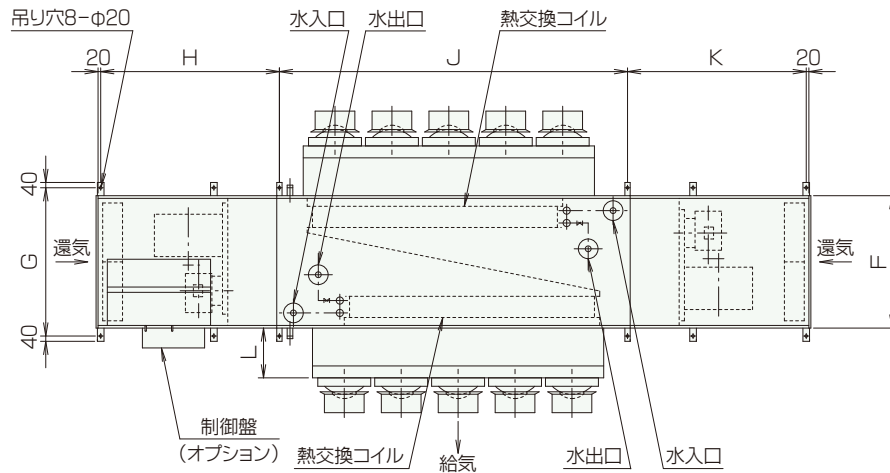 吊り穴8-φ20
水入口
水出口
熱交換コイル
20
H
J
K
20
40
G
40
還気
還気
F
L
制御盤
(オプション)
熱交換コイル
給気
水出口
水入口